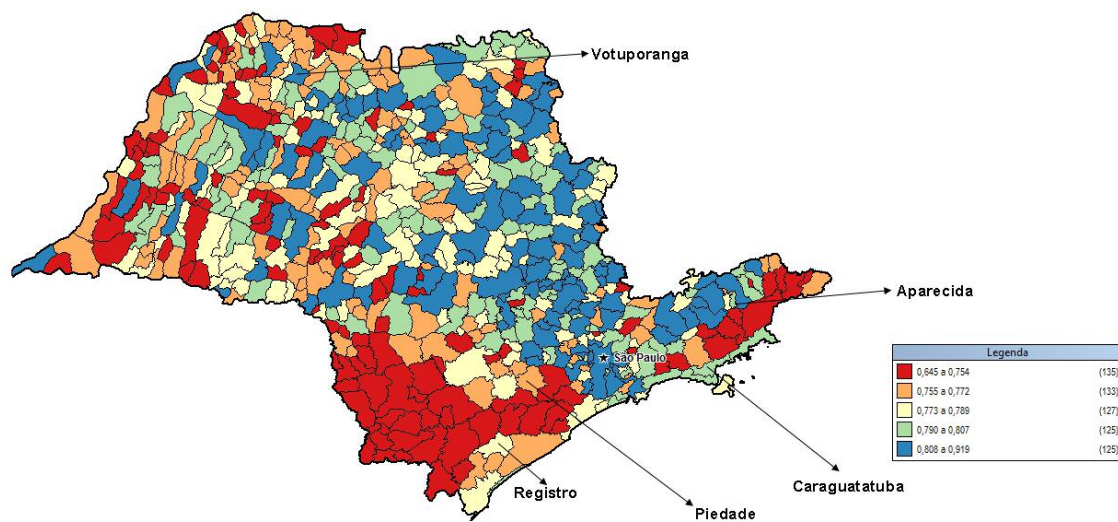 Votuporanga
Aparecida
São Paulo
Legenda
0,645 a 0,754 (135)
0,755 a 0,772 (133)
0,773 a 0,789 (127)
0,790 a 0,807 (125)
0,808 a 0,919 (125)
Caraguatatuba
Registro
Piedade